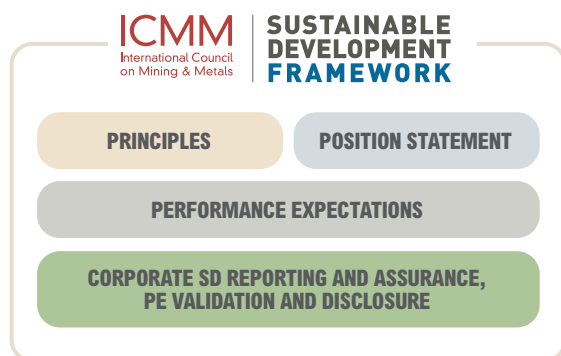 ICMM
International Council
on Mining & Metals
SUSTAINABLE
DEVELOPMENT
FRAMEWORK
PRINCIPLES
POSITION STATEMENT
PERFORMANCE EXPECTATIONS
CORPORATE SD REPORTING AND ASSURANCE,
PE VALIDATION AND DISCLOSURE